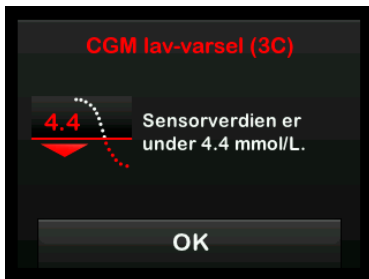 CGM lav-varsel (3C)
4.4
Sensorverdien er
under 4.4 mmol/L.
OK